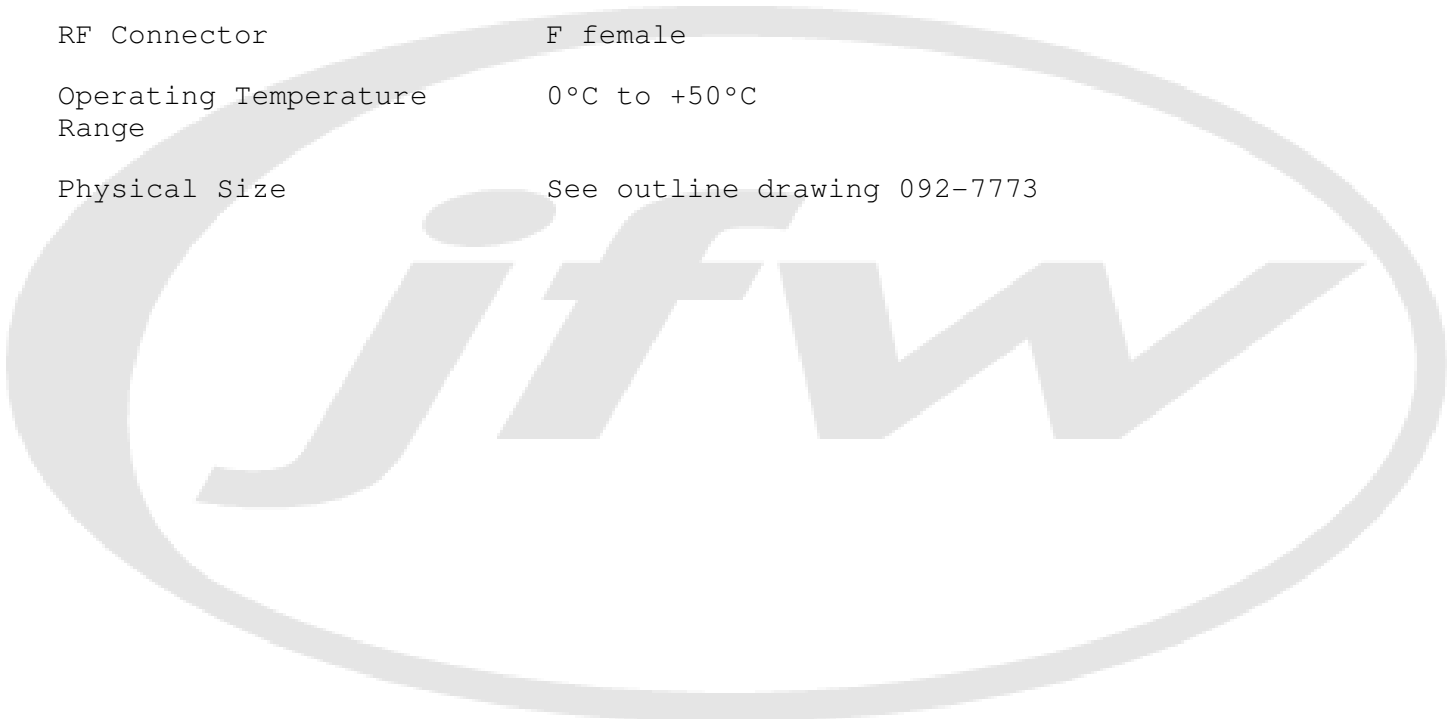 RF Connector F female
Operating Temperature 0°C to +50°C
Range
Physical Size See outline drawing 092-7773
jfw